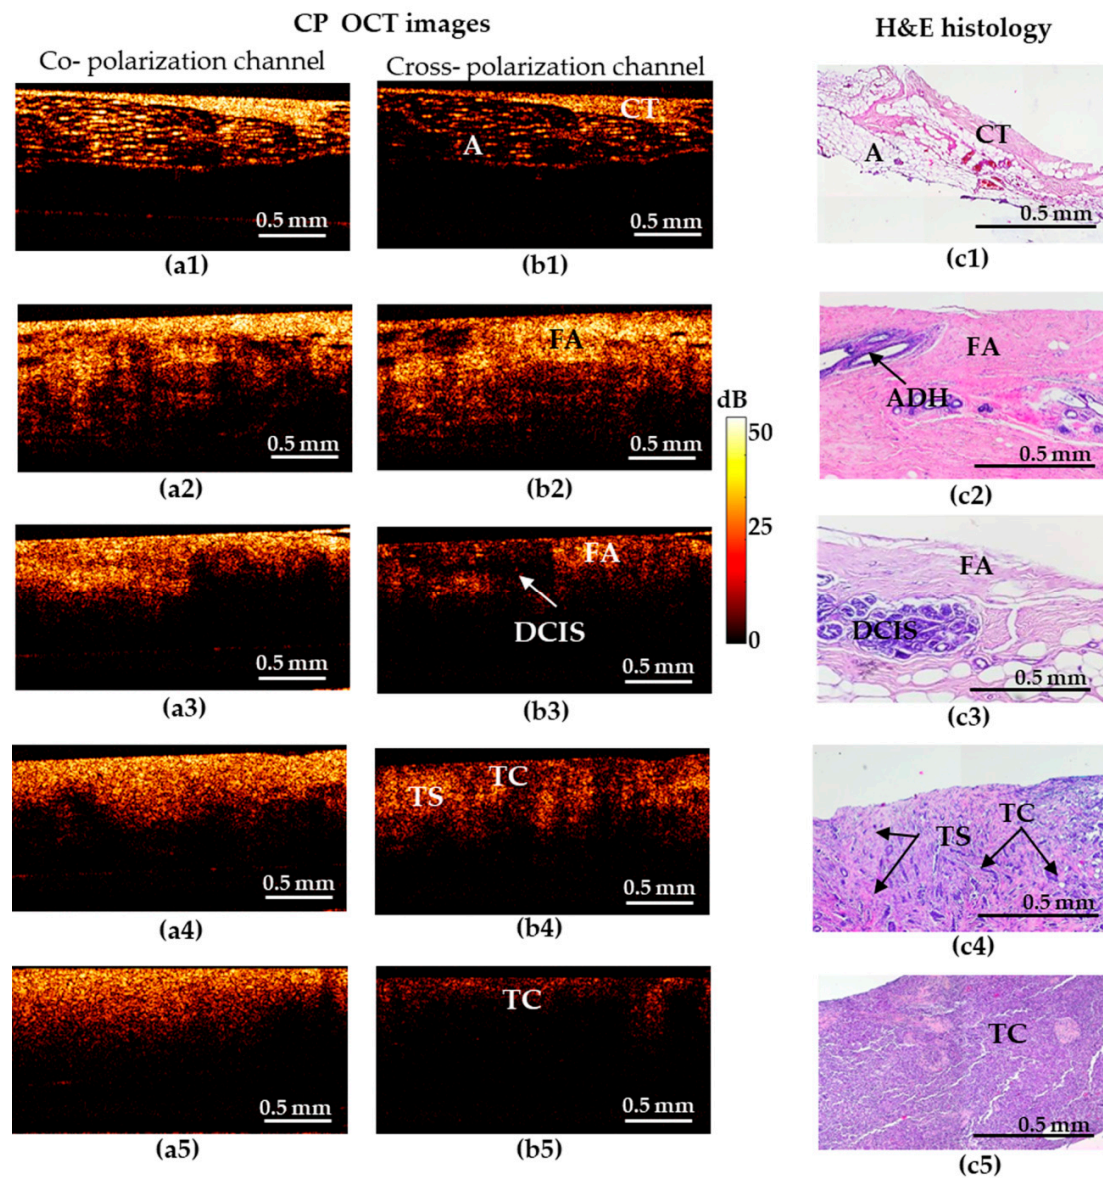 CP OCT images
H&E histology
Co- polarization channel
Cross- polarization channel
CT
A
CT
A
0.5 mm
0.5 mm
0.5 mm
(a1)
(b1)
(c1)
FA
FA
ADH
dB
50
25
0
0.5 mm
0.5 mm
0.5 mm
(a2)
(b2)
(c2)
FA
DCIS
FA
DCIS
0.5 mm
0.5 mm
0.5 mm
(a3)
(b3)
(c3)
TC
TS
TC
TS
0.5 mm
0.5 mm
0.5 mm
(a4)
(b4)
(c4)
TC
TC
0.5 mm
0.5 mm
0.5 mm
(a5)
(b5)
(c5)